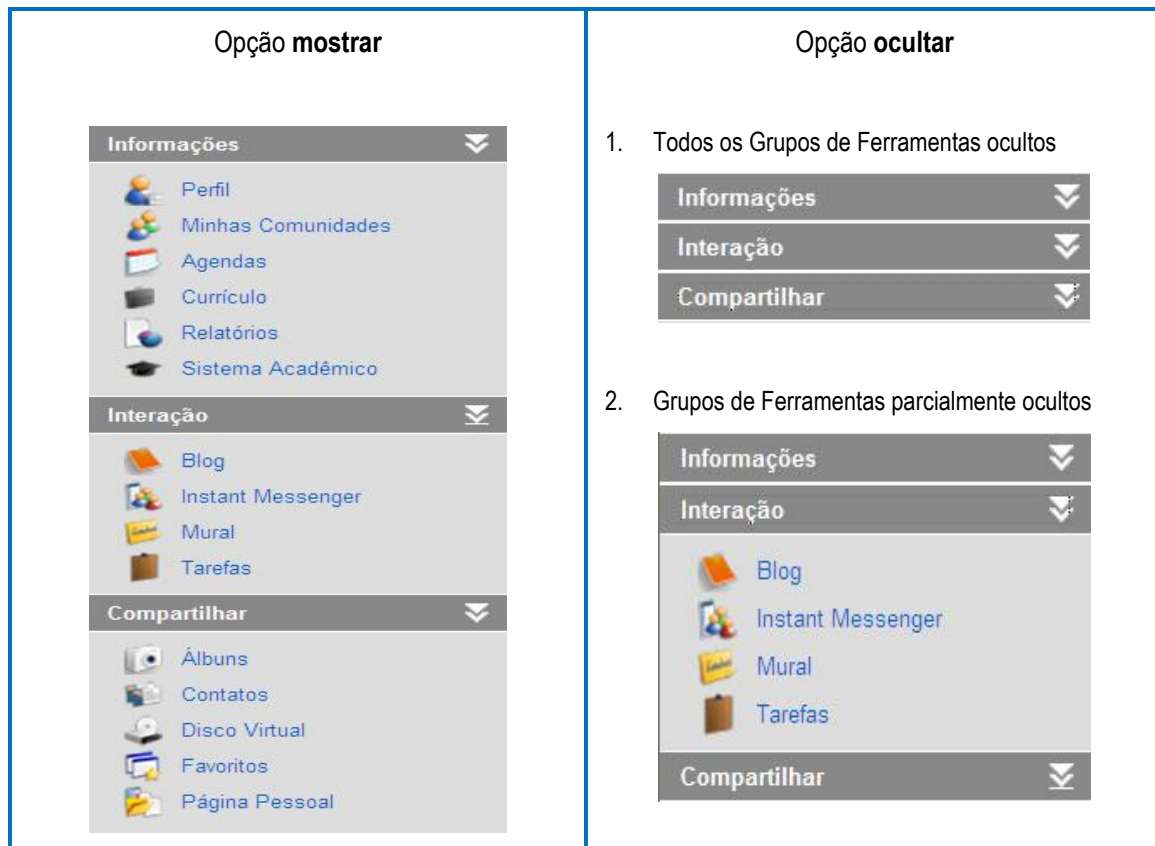 Opção mostrar
Informações
Perfil
Minhas Comunidades
Agendas
Currículo
Relatórios
Sistema Acadêmico
Interação
Blog
Instant Messenger
Mural
Tarefas
Compartilhar
Álbuns
Contatos
Disco Virtual
Favoritos
Página Pessoal
Opção ocultar
1. Todos os Grupos de Ferramentas ocultos
Informações
Interação
Compartilhar
2. Grupos de Ferramentas parcialmente ocultos
Informações
Interação
Blog
Instant Messenger
Mural
Tarefas
Compartilhar